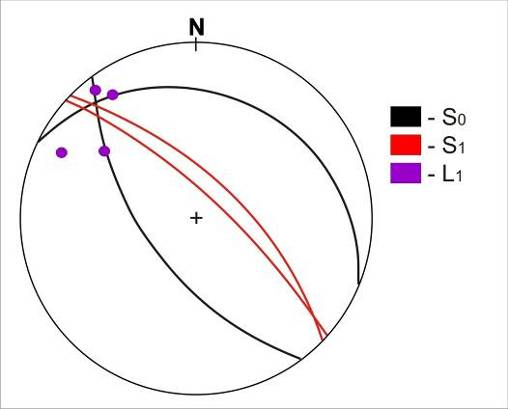 N
- S₀
- S₁
- L₁